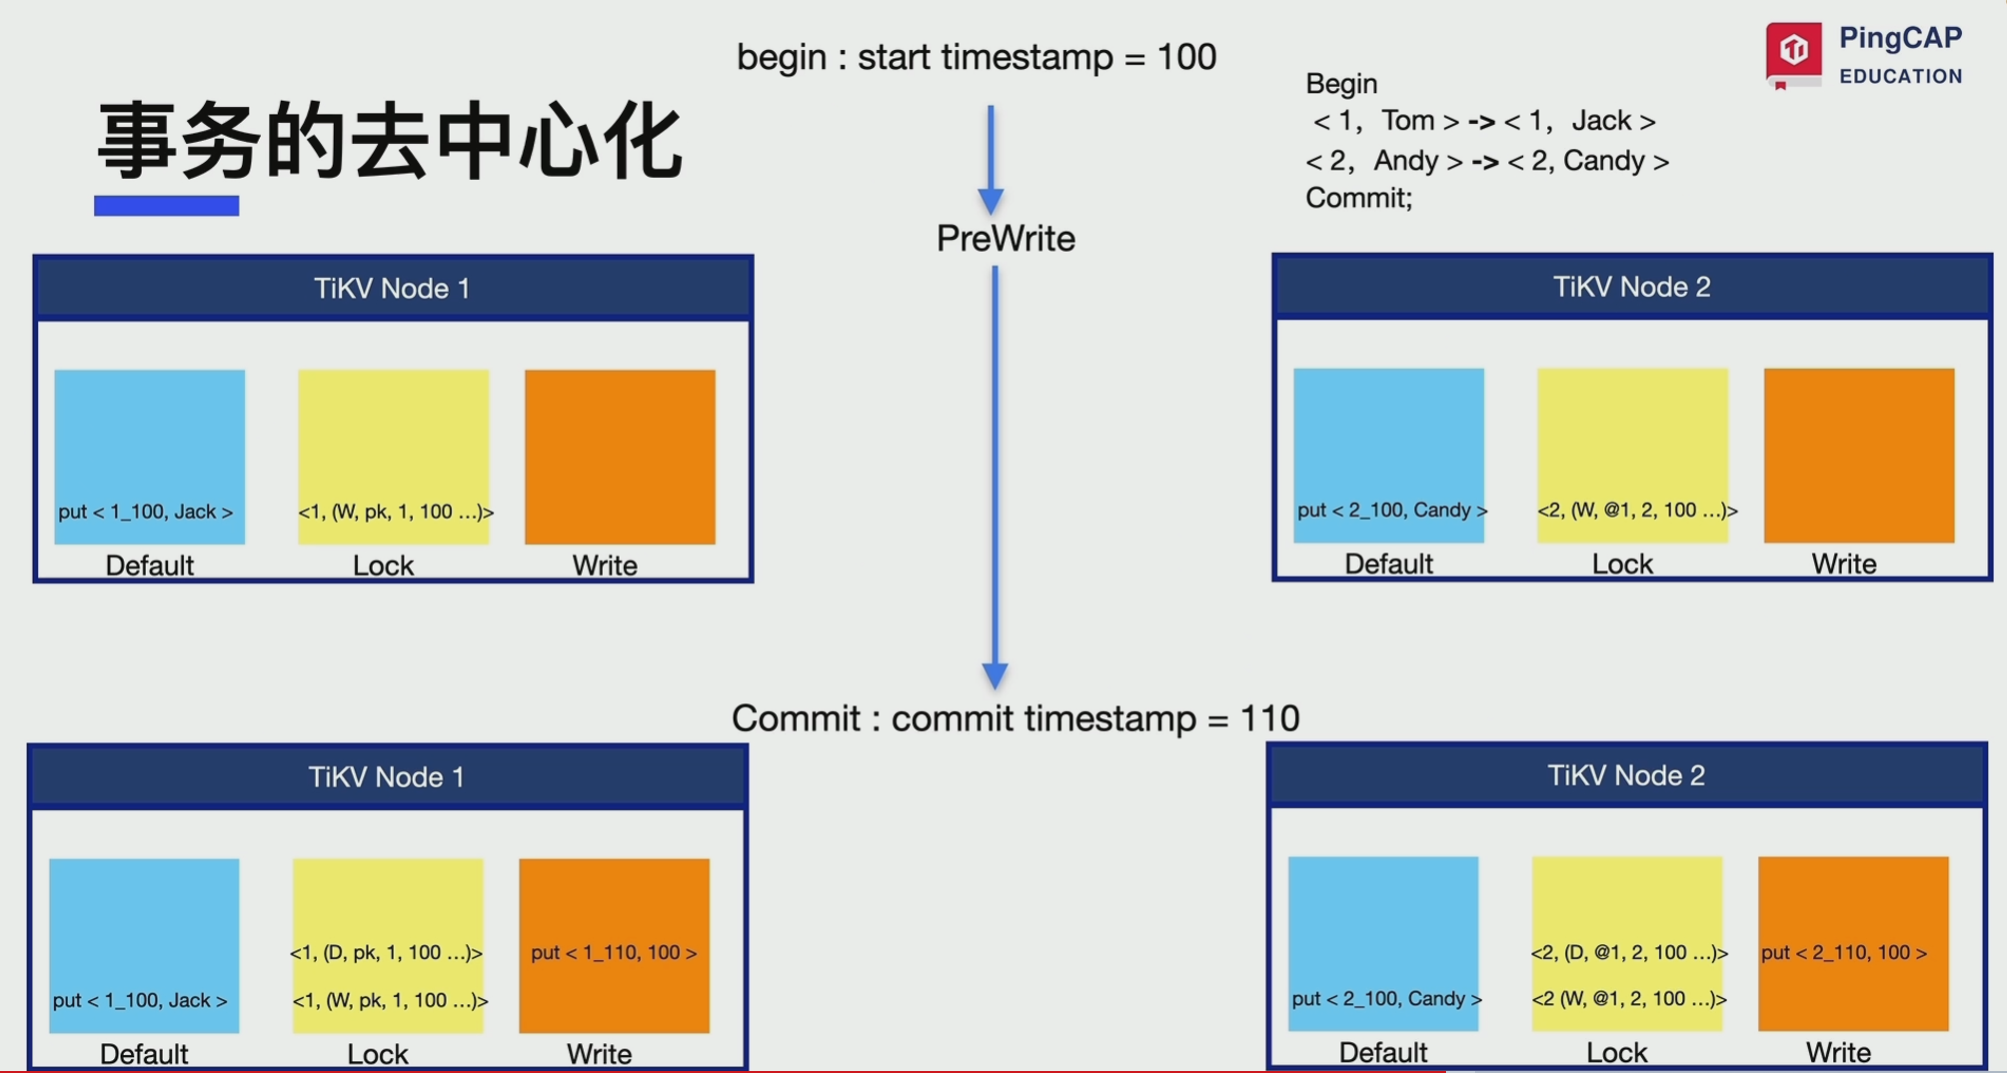 begin : start timestamp = 100
PingCAP
EDUCATION
事务的去中心化
Begin
< 1, Tom > -> < 1, Jack >
< 2, Andy > -> < 2, Candy >
Commit;
PreWrite
TiKV Node 1
put < 1_100, Jack >
<1, (W, pk, 1, 100 ...)>
Default
Lock
Write
TiKV Node 2
put < 2_100, Candy >
<2, (W, @1, 2, 100 ...)>
Default
Lock
Write
Commit : commit timestamp = 110
TiKV Node 1
<1, (D, pk, 1, 100 ...)>
put < 1_110, 100 >
put < 1_100, Jack >
<1, (W, pk, 1, 100 ...)>
Default
Lock
Write
TiKV Node 2
<2, (D, @1, 2, 100 ...)>
put < 2_110, 100 >
put < 2_100, Candy >
<2 (W, @1, 2, 100 ...)>
Default
Lock
Write